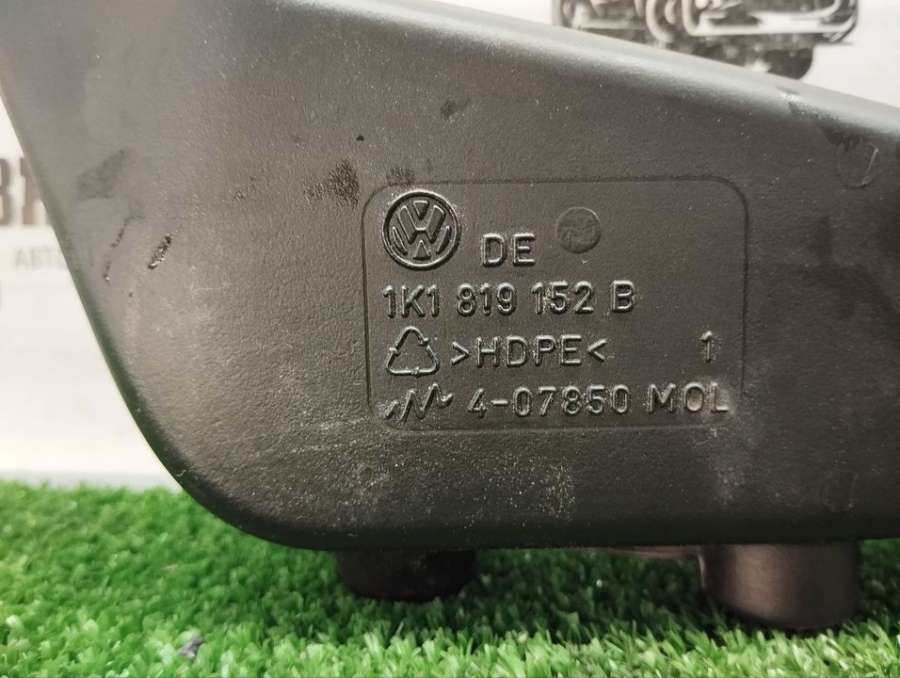 DE
1K1 819 152 B
>HDPE< 1
4-07850 MOL